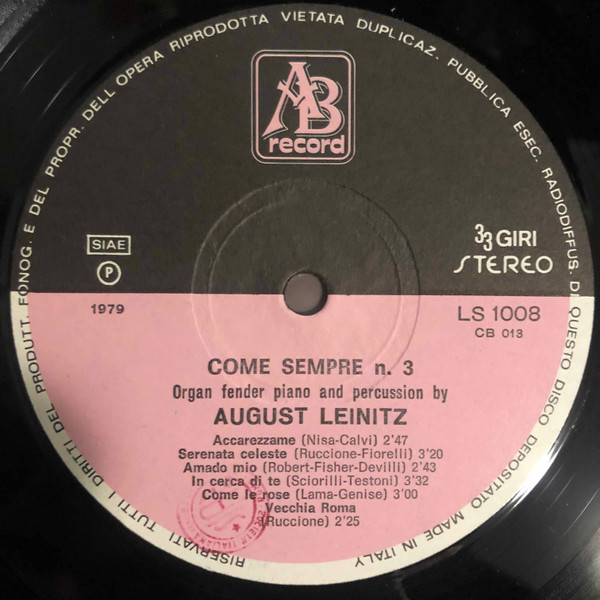 RISERVATI TUTTI I DIRITTI DEL PRODUTT. FONOG. E DEL PROPR. DELL OPERA RIPRODOTTA VIETATA DUPLICAZ. PUBBLICA ESEC. RADIODIFFUS. DI QUESTO DISCO DEPOSITATO MADE IN ITALY
AB
record
SIAE
P
1979
33 GIRI
STEREO
LS 1008
CB 013
COME SEMPRE n. 3
Organ fender piano and percussion by
AUGUST LEINITZ
Accarezzame (Nisa-Calvi) 2'47
Serenata celeste (Ruccione-Fiorelli) 3'20
Amado mio (Robert-Fisher-Devilli) 2'43
In cerca di te (Sciorilli-Testoni) 3'32
Come le rose (Lama-Genise) 3'00
Vecchia Roma
(Ruccione) 2'25